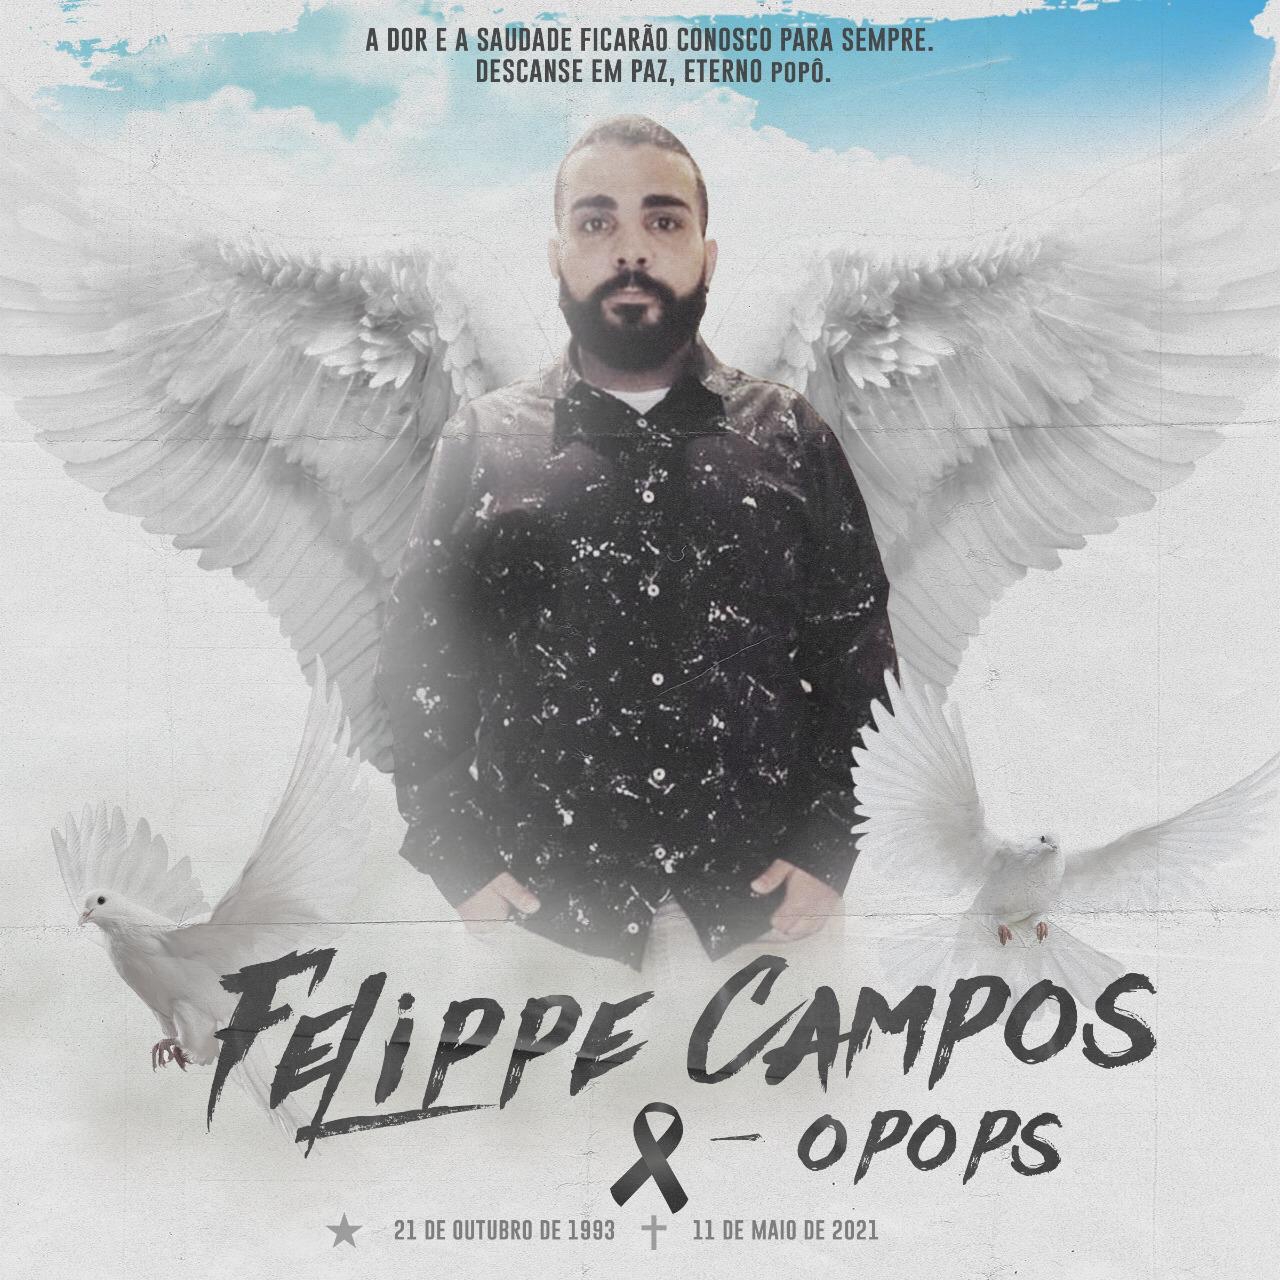 A DOR E A SAUDADE FICARÃO CONOSCO PARA SEMPRE.
DESCANSE EM PAZ, ETERNO POPÔ.
FELIPPE CAMPOS
- OPOPS
21 DE OUTUBRO DE 1993 11 DE MAIO DE 2021